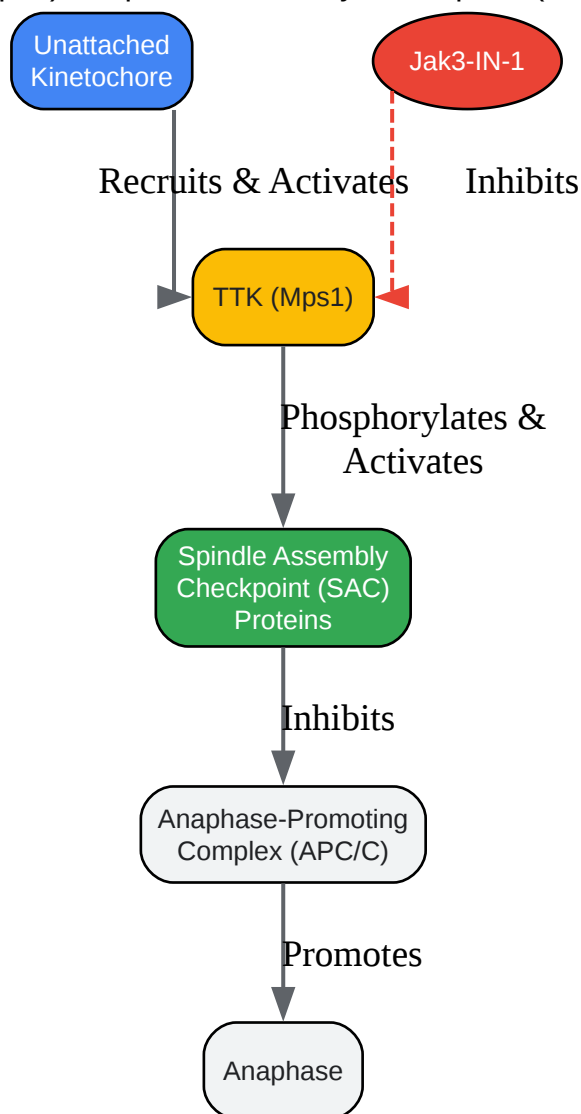 Unattached
Kinetochore
Jak3-IN-1
Recruits & Activates
Inhibits
TTK (Mps1)
Phosphorylates &
Activates
Spindle Assembly
Checkpoint (SAC)
Proteins
Inhibits
Anaphase-Promoting
Complex (APC/C)
Promotes
Anaphase